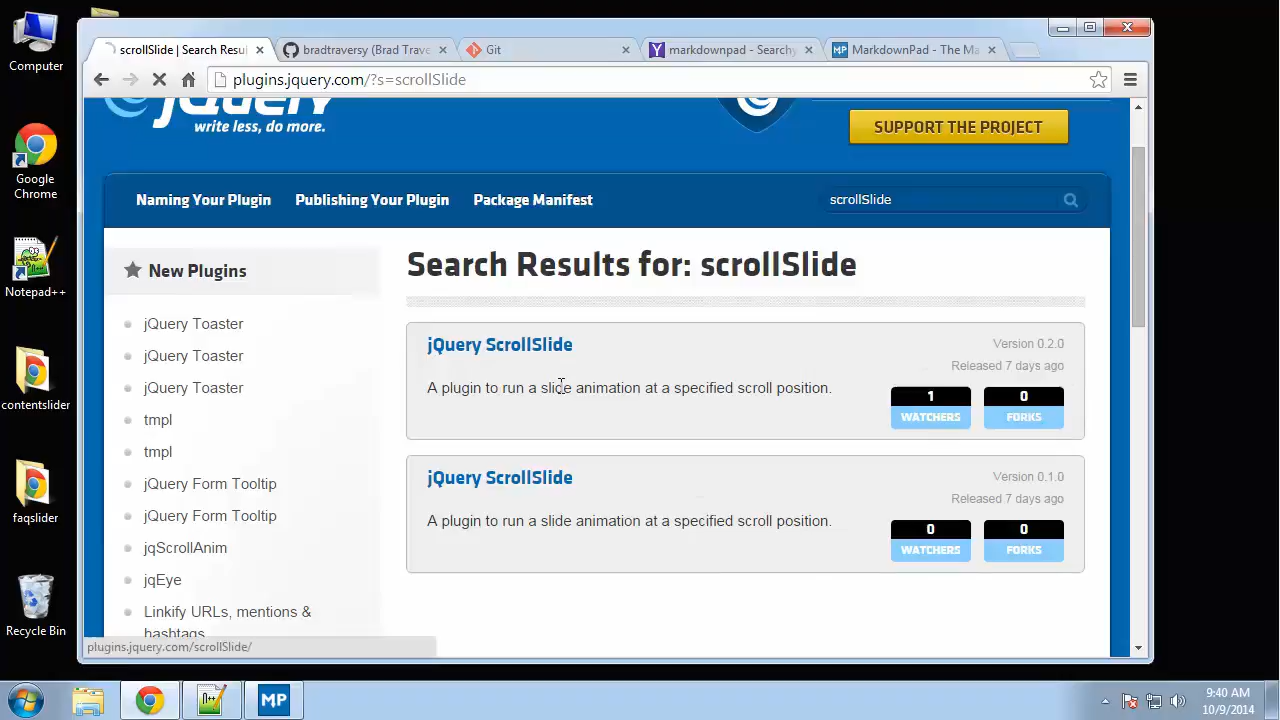 Computer
Google Chrome
Notepad++
contentslider
faqslider
Recycle Bin
scrollSlide | Search Resu
bradtraversy (Brad Trave
Git
markdownpad - Searchy
MarkdownPad - The Ma
plugins.jquery.com/?s=scrollSlide
jQuery
write less, do more.
SUPPORT THE PROJECT
Naming Your Plugin
Publishing Your Plugin
Package Manifest
scrollSlide
New Plugins
jQuery Toaster
jQuery Toaster
jQuery Toaster
tmpl
tmpl
jQuery Form Tooltip
jQuery Form Tooltip
jqScrollAnim
jqEye
Linkify URLs, mentions &
hashtags
Search Results for: scrollSlide
jQuery ScrollSlide
Version 0.2.0
Released 7 days ago
A plugin to run a slide animation at a specified scroll position.
1 WATCHERS
0 FORKS
jQuery ScrollSlide
Version 0.1.0
Released 7 days ago
A plugin to run a slide animation at a specified scroll position.
0 WATCHERS
0 FORKS
plugins.jquery.com/scrollSlide/
MP
9:40 AM
10/9/2014